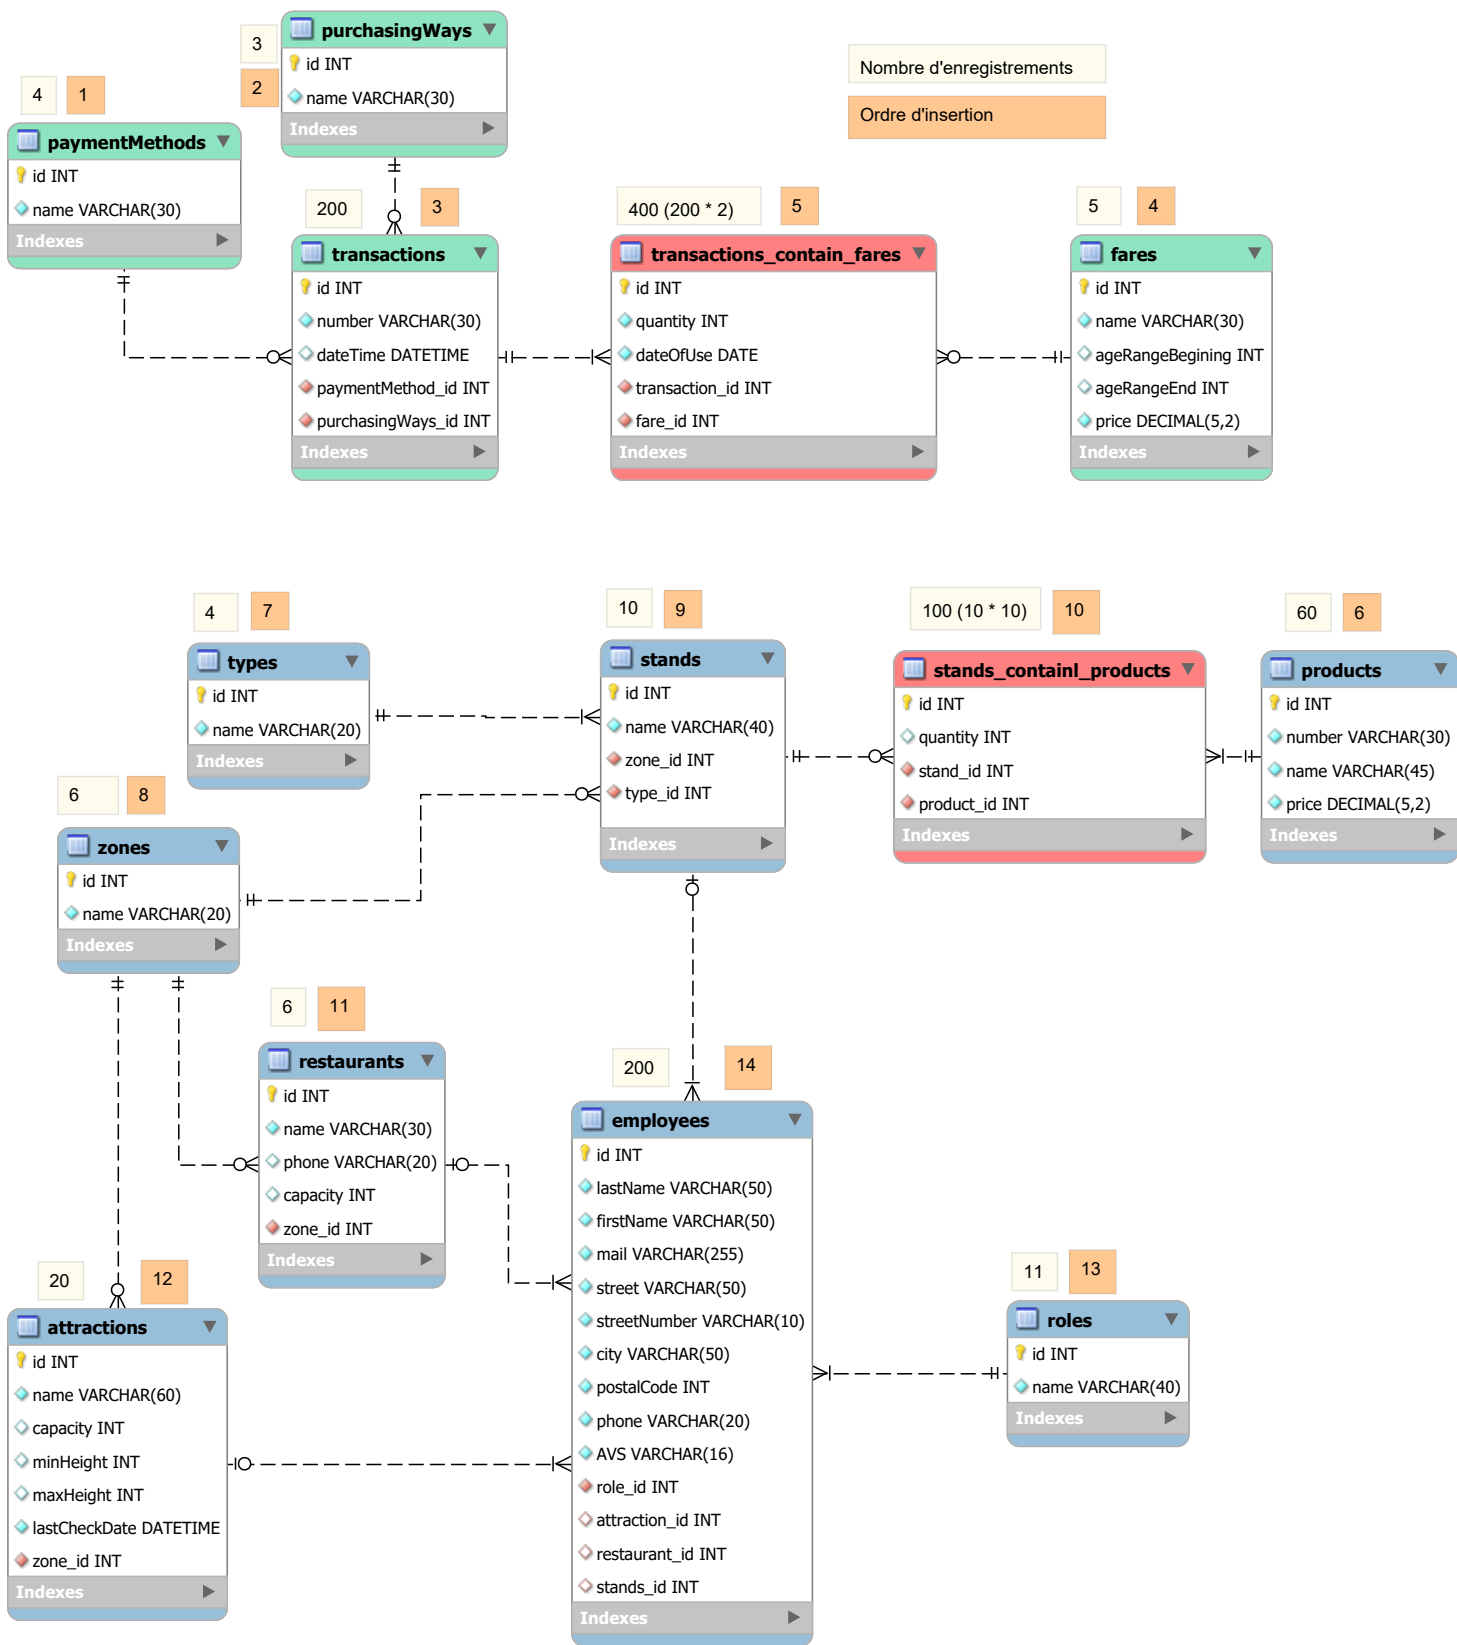 purchasingWays
3
id INT
2
name VARCHAR(30)
Indexes
Nombre d'enregistrements
Ordre d'insertion
4
1
paymentMethods
id INT
name VARCHAR(30)
Indexes
200
3
transactions
id INT
number VARCHAR(30)
dateTime DATETIME
paymentMethod_id INT
purchasingWays_id INT
Indexes
400 (200 * 2)
5
transactions_contain_fares
id INT
quantity INT
dateOfUse DATE
transaction_id INT
fare_id INT
Indexes
5
4
fares
id INT
name VARCHAR(30)
ageRangeBegining INT
ageRangeEnd INT
price DECIMAL(5,2)
Indexes
4
7
types
id INT
name VARCHAR(20)
Indexes
10
9
stands
id INT
name VARCHAR(40)
zone_id INT
type_id INT
Indexes
100 (10 * 10)
10
stands_containl_products
id INT
quantity INT
stand_id INT
product_id INT
Indexes
60
6
products
id INT
number VARCHAR(30)
name VARCHAR(45)
price DECIMAL(5,2)
Indexes
6
8
zones
id INT
name VARCHAR(20)
Indexes
6
11
restaurants
id INT
name VARCHAR(30)
phone VARCHAR(20)
capacity INT
zone_id INT
Indexes
200
14
employees
id INT
lastName VARCHAR(50)
firstName VARCHAR(50)
mail VARCHAR(255)
street VARCHAR(50)
streetNumber VARCHAR(10)
city VARCHAR(50)
postalCode INT
phone VARCHAR(20)
AVS VARCHAR(16)
role_id INT
attraction_id INT
restaurant_id INT
stands_id INT
Indexes
20
12
attractions
id INT
name VARCHAR(60)
capacity INT
minHeight INT
maxHeight INT
lastCheckDate DATETIME
zone_id INT
Indexes
11
13
roles
id INT
name VARCHAR(40)
Indexes